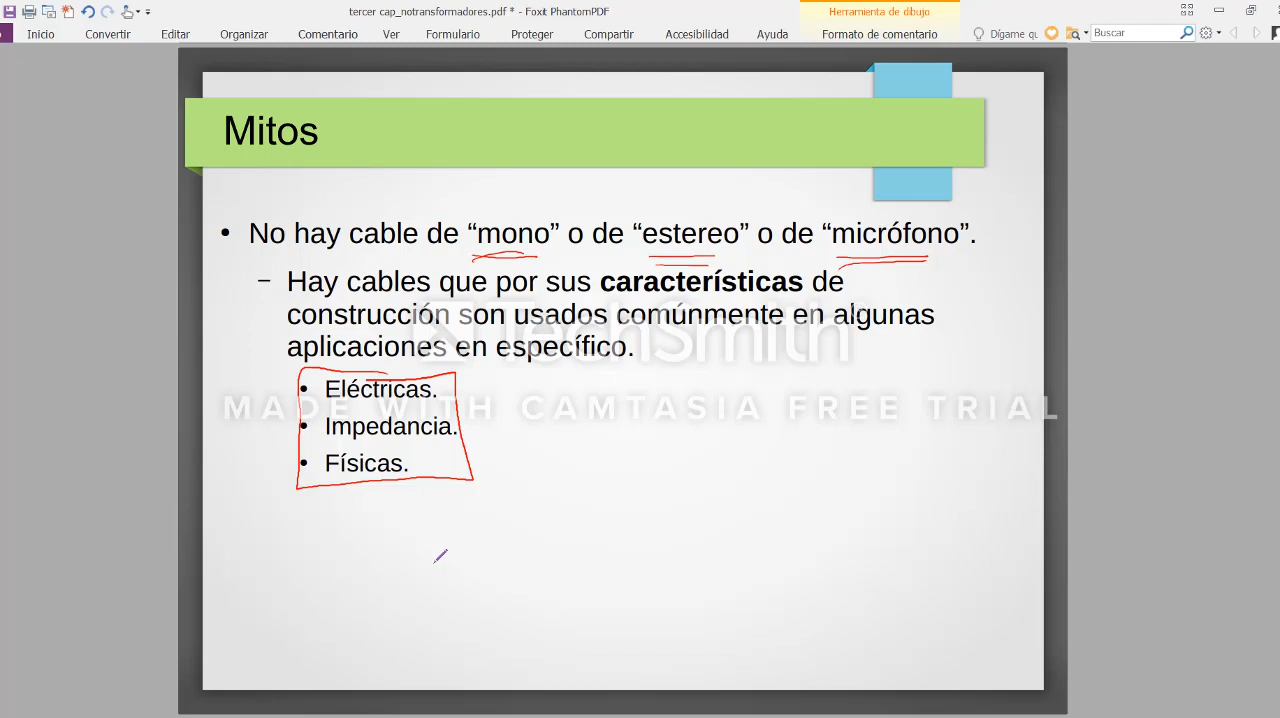 tercer cap_notransformadores.pdf * - Foxit PhantomPDF
Herramienta de dibujo
Inicio Convertir Editar Organizar Comentario Ver Formulario Proteger Compartir Accesibilidad Ayuda Formato de comentario Dígame qu Buscar
Mitos
• No hay cable de “mono” o de “estereo” o de “micrófono”.
– Hay cables que por sus características de
construcción son usados comúnmente en algunas
aplicaciones en específico.
TechSmith
• Eléctricas.
MADE WITH CAMTASIA FREE TRIAL
• Impedancia.
• Físicas.